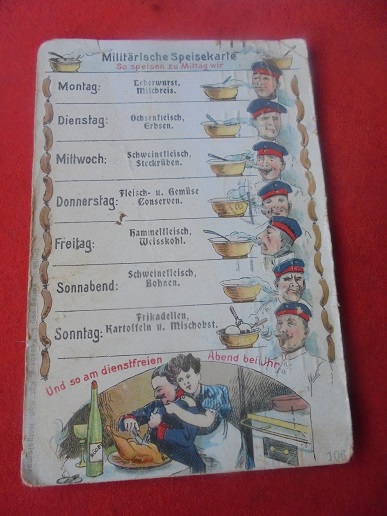 Militärische Speisekarte
So speisen zu Mittag wir
Montag: Leberwurst,
Milchreis.
Dienstag: Ochsenfleisch,
Erbsen.
Mittwoch: Schweinefleisch,
Steckrüben.
Donnerstag: Fleisch- u. Gemüse
Conserven.
Freitag: Hammelfleisch,
Weisskohl.
Sonnabend: Schweinefleisch,
Bohnen.
Sonntag: Frikadellen,
Kartoffeln u. Mischobst.
Und so am dienstfreien Abend bei Ihr,
106